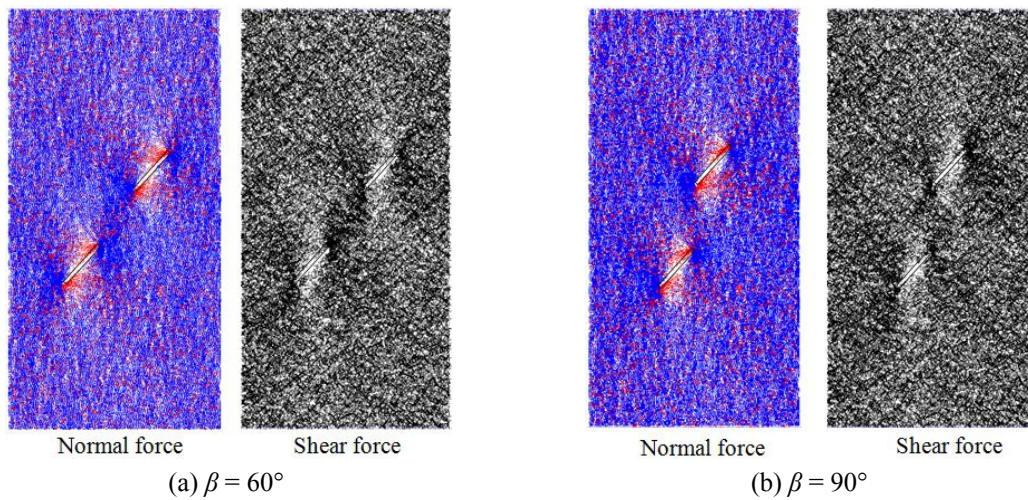 Normal force
Shear force
Normal force
Shear force
(a) β = 60°
(b) β = 90°